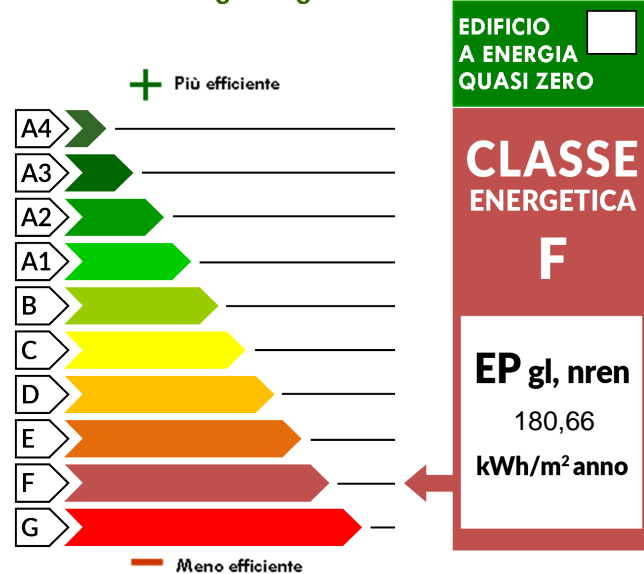 EDIFICIO
A ENERGIA
QUASI ZERO
+ Più efficiente
A4
A3
A2
A1
B
C
D
E
F
G
— Meno efficiente
CLASSE
ENERGETICA
F
EP gl, nren
180,66
kWh/m² anno